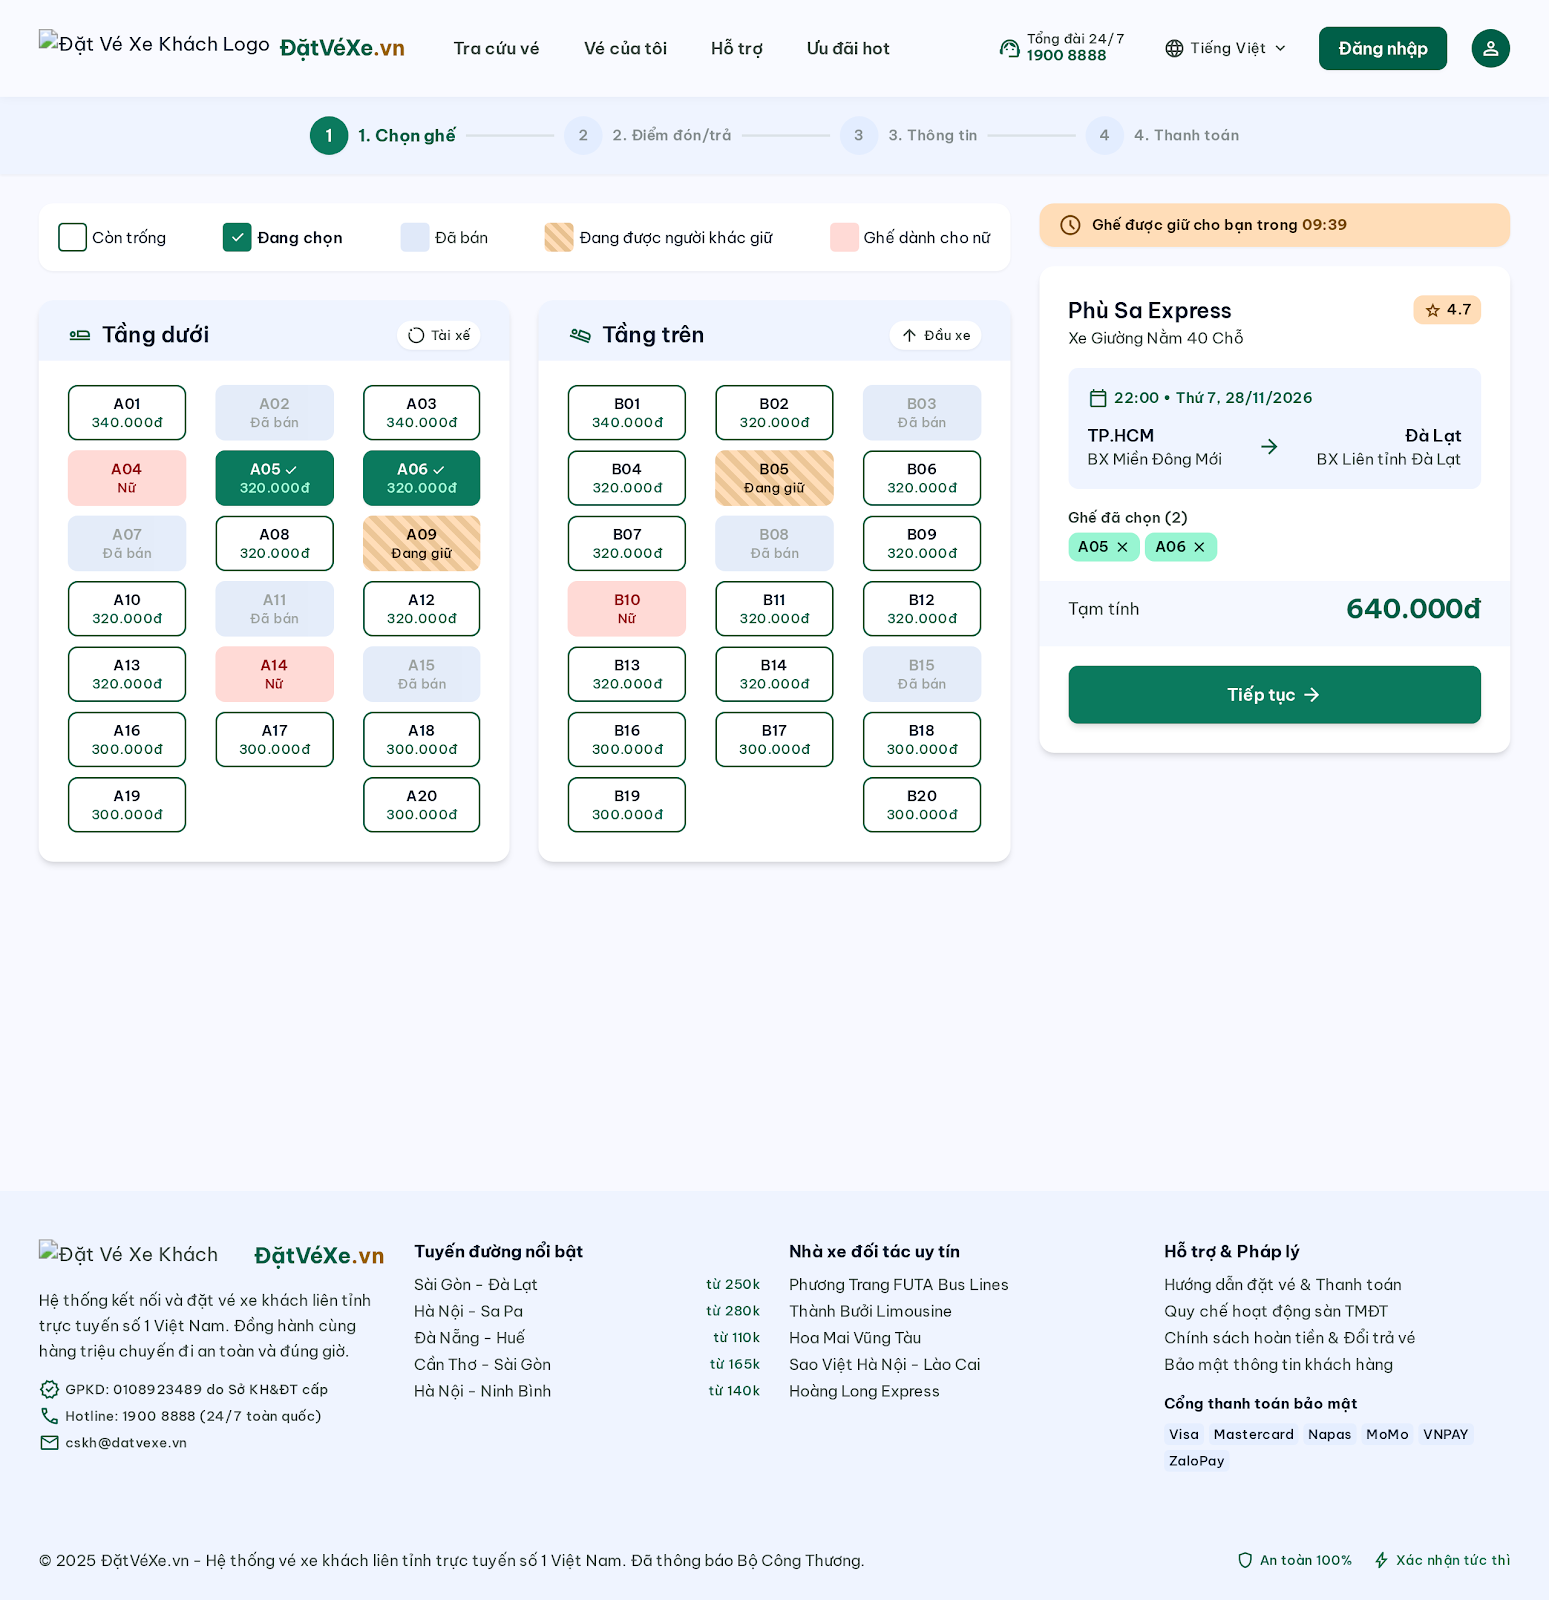 Đặt Vé Xe Khách Logo ĐặtVéXe.vn Tra cứu vé Vé của tôi Hỗ trợ Ưu đãi hot Tổng đài 24/7 Tiếng Việt Đăng nhập
1900 8888
1 1. Chọn ghế 2 2. Điểm đón/trả 3 3. Thông tin 4 4. Thanh toán
Còn trống Đang chọn Đã bán Đang được người khác giữ Ghế dành cho nữ
Tầng dưới Tài xế
A01 A02 A03
340.000đ Đã bán 340.000đ
A04 A05 A06
Nữ 320.000đ 320.000đ
A07 A08 A09
Đã bán 320.000đ Đang giữ
A10 A11 A12
320.000đ Đã bán 320.000đ
A13 A14 A15
320.000đ Nữ Đã bán
A16 A17 A18
300.000đ 300.000đ 300.000đ
A19 A20
300.000đ 300.000đ
Tầng trên Đầu xe
B01 B02 B03
340.000đ 320.000đ Đã bán
B04 B05 B06
320.000đ Đang giữ 320.000đ
B07 B08 B09
320.000đ Đã bán 320.000đ
B10 B11 B12
Nữ 320.000đ 320.000đ
B13 B14 B15
320.000đ 320.000đ Đã bán
B16 B17 B18
300.000đ 300.000đ 300.000đ
B19 B20
300.000đ 300.000đ
Ghế được giữ cho bạn trong 09:39
Phù Sa Express 4.7
Xe Giường Nằm 40 Chỗ
22:00 • Thứ 7, 28/11/2026
TP.HCM Đà Lạt
BX Miền Đông Mới BX Liên tỉnh Đà Lạt
Ghế đã chọn (2)
A05 A06
Tạm tính 640.000đ
Tiếp tục
Đặt Vé Xe Khách ĐặtVéXe.vn
Hệ thống kết nối và đặt vé xe khách liên tỉnh
trực tuyến số 1 Việt Nam. Đồng hành cùng
hàng triệu chuyến đi an toàn và đúng giờ.
GPKD: 0108923489 do Sở KH&ĐT cấp
Hotline: 1900 8888 (24/7 toàn quốc)
cskh@datvexe.vn
Tuyến đường nổi bật
Sài Gòn - Đà Lạt từ 250k
Hà Nội - Sa Pa từ 280k
Đà Nẵng - Huế từ 110k
Cần Thơ - Sài Gòn từ 165k
Hà Nội - Ninh Bình từ 140k
Nhà xe đối tác uy tín
Phương Trang FUTA Bus Lines
Thành Bưởi Limousine
Hoa Mai Vũng Tàu
Sao Việt Hà Nội - Lào Cai
Hoàng Long Express
Hỗ trợ & Pháp lý
Hướng dẫn đặt vé & Thanh toán
Quy chế hoạt động sàn TMĐT
Chính sách hoàn tiền & Đổi trả vé
Bảo mật thông tin khách hàng
Cổng thanh toán bảo mật
Visa Mastercard Napas MoMo VNPAY
ZaloPay
© 2025 ĐặtVéXe.vn - Hệ thống vé xe khách liên tỉnh trực tuyến số 1 Việt Nam. Đã thông báo Bộ Công Thương. An toàn 100% Xác nhận tức thì